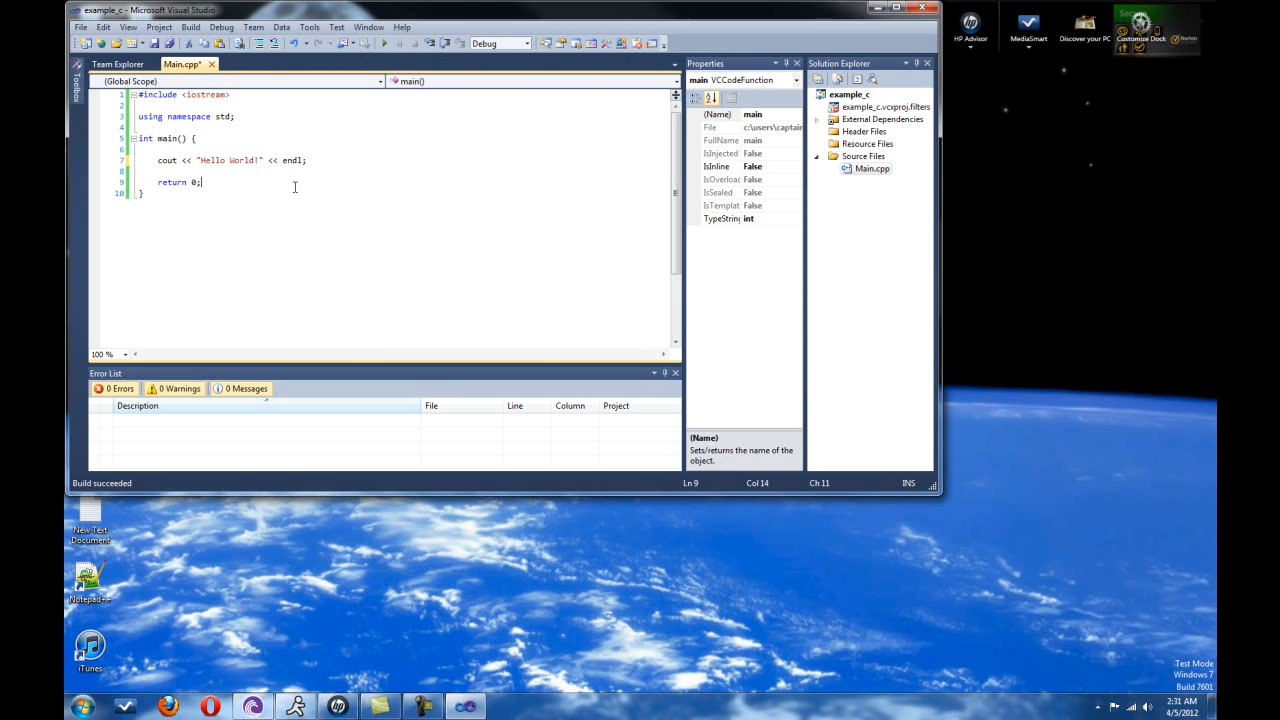 example_c - Microsoft Visual Studio
File Edit View Project Build Debug Team Data Tools Test Window Help
Debug
Team Explorer Main.cpp*
(Global Scope) main()
Toolbox
1 #include <iostream>
2
3 using namespace std;
4
5 int main() {
6
7 cout << "Hello World!" << endl;
8
9 return 0;
10 }
100 %
Error List
0 Errors 0 Warnings 0 Messages
Description File Line Column Project
Properties
main VCCodeFunction
(Name) main
File c:\users\captain
FullName main
IsInjected False
IsInline True
IsOverloa False
IsSealed False
IsTemplat False
TypeString int
(Name)
Sets/returns the name of the
object.
Solution Explorer
example_c
example_c.vcxproj.filters
External Dependencies
Header Files
Resource Files
Source Files
Main.cpp
Build succeeded Ln 9 Col 14 Ch 11 INS
HP Advisor MediaSmart Discover your PC Customize Dock
Norton
New Text
Document
Notepad++
iTunes
Test Mode
Windows 7
Build 7601
2:31 AM
4/5/2012